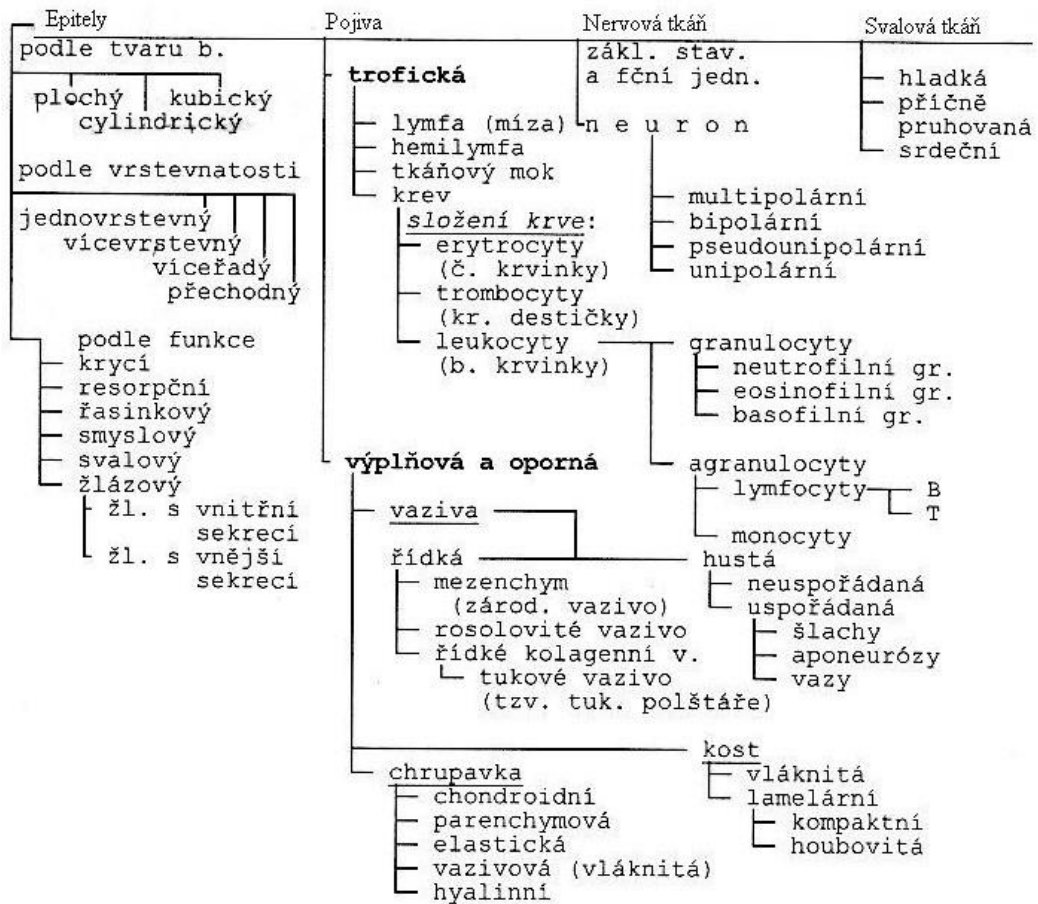 Epitely
Pojiva
Nervová tkáň
Svalová tkáň
podle tvaru b.
plochý
kubický
cylindrický
podle vrstevnatosti
jednovrstevný
vícevrstevný
víceřadý
přechodný
podle funkce
krycí
resorpční
řasinkový
smyslový
svalový
žlázový
žl. s vnitřní
sekrecí
žl. s vnější
sekrecí
trofická
lymfa (míza)
hemilymfa
tkáňový mok
krev
složení krve:
erytrocyty
(č. krvinky)
trombocyty
(kr. destičky)
leukocyty
(b. krvinky)
granulocyty
neutrofilní gr.
eosinofilní gr.
basofilní gr.
agranulocyty
lymfocyty
B
T
monocyty
výplňová a oporná
vaziva
řídká
mezenchym
(zárod. vazivo)
rosolovité vazivo
řídké kolagenní v.
tukové vazivo
(tzv. tuk. polštáře)
hustá
neuspořádaná
uspořádaná
šlachy
aponeurózy
vazy
kost
vláknitá
lamelární
kompaktní
houbovitá
chrupavka
chondroidní
parenchymová
elastická
vazivová (vláknitá)
hyalinní
zákl. stav.
a fční jedn.
neuron
multipolární
bipolární
pseudounipolární
unipolární
hladká
příčně
pruhovaná
srdeční